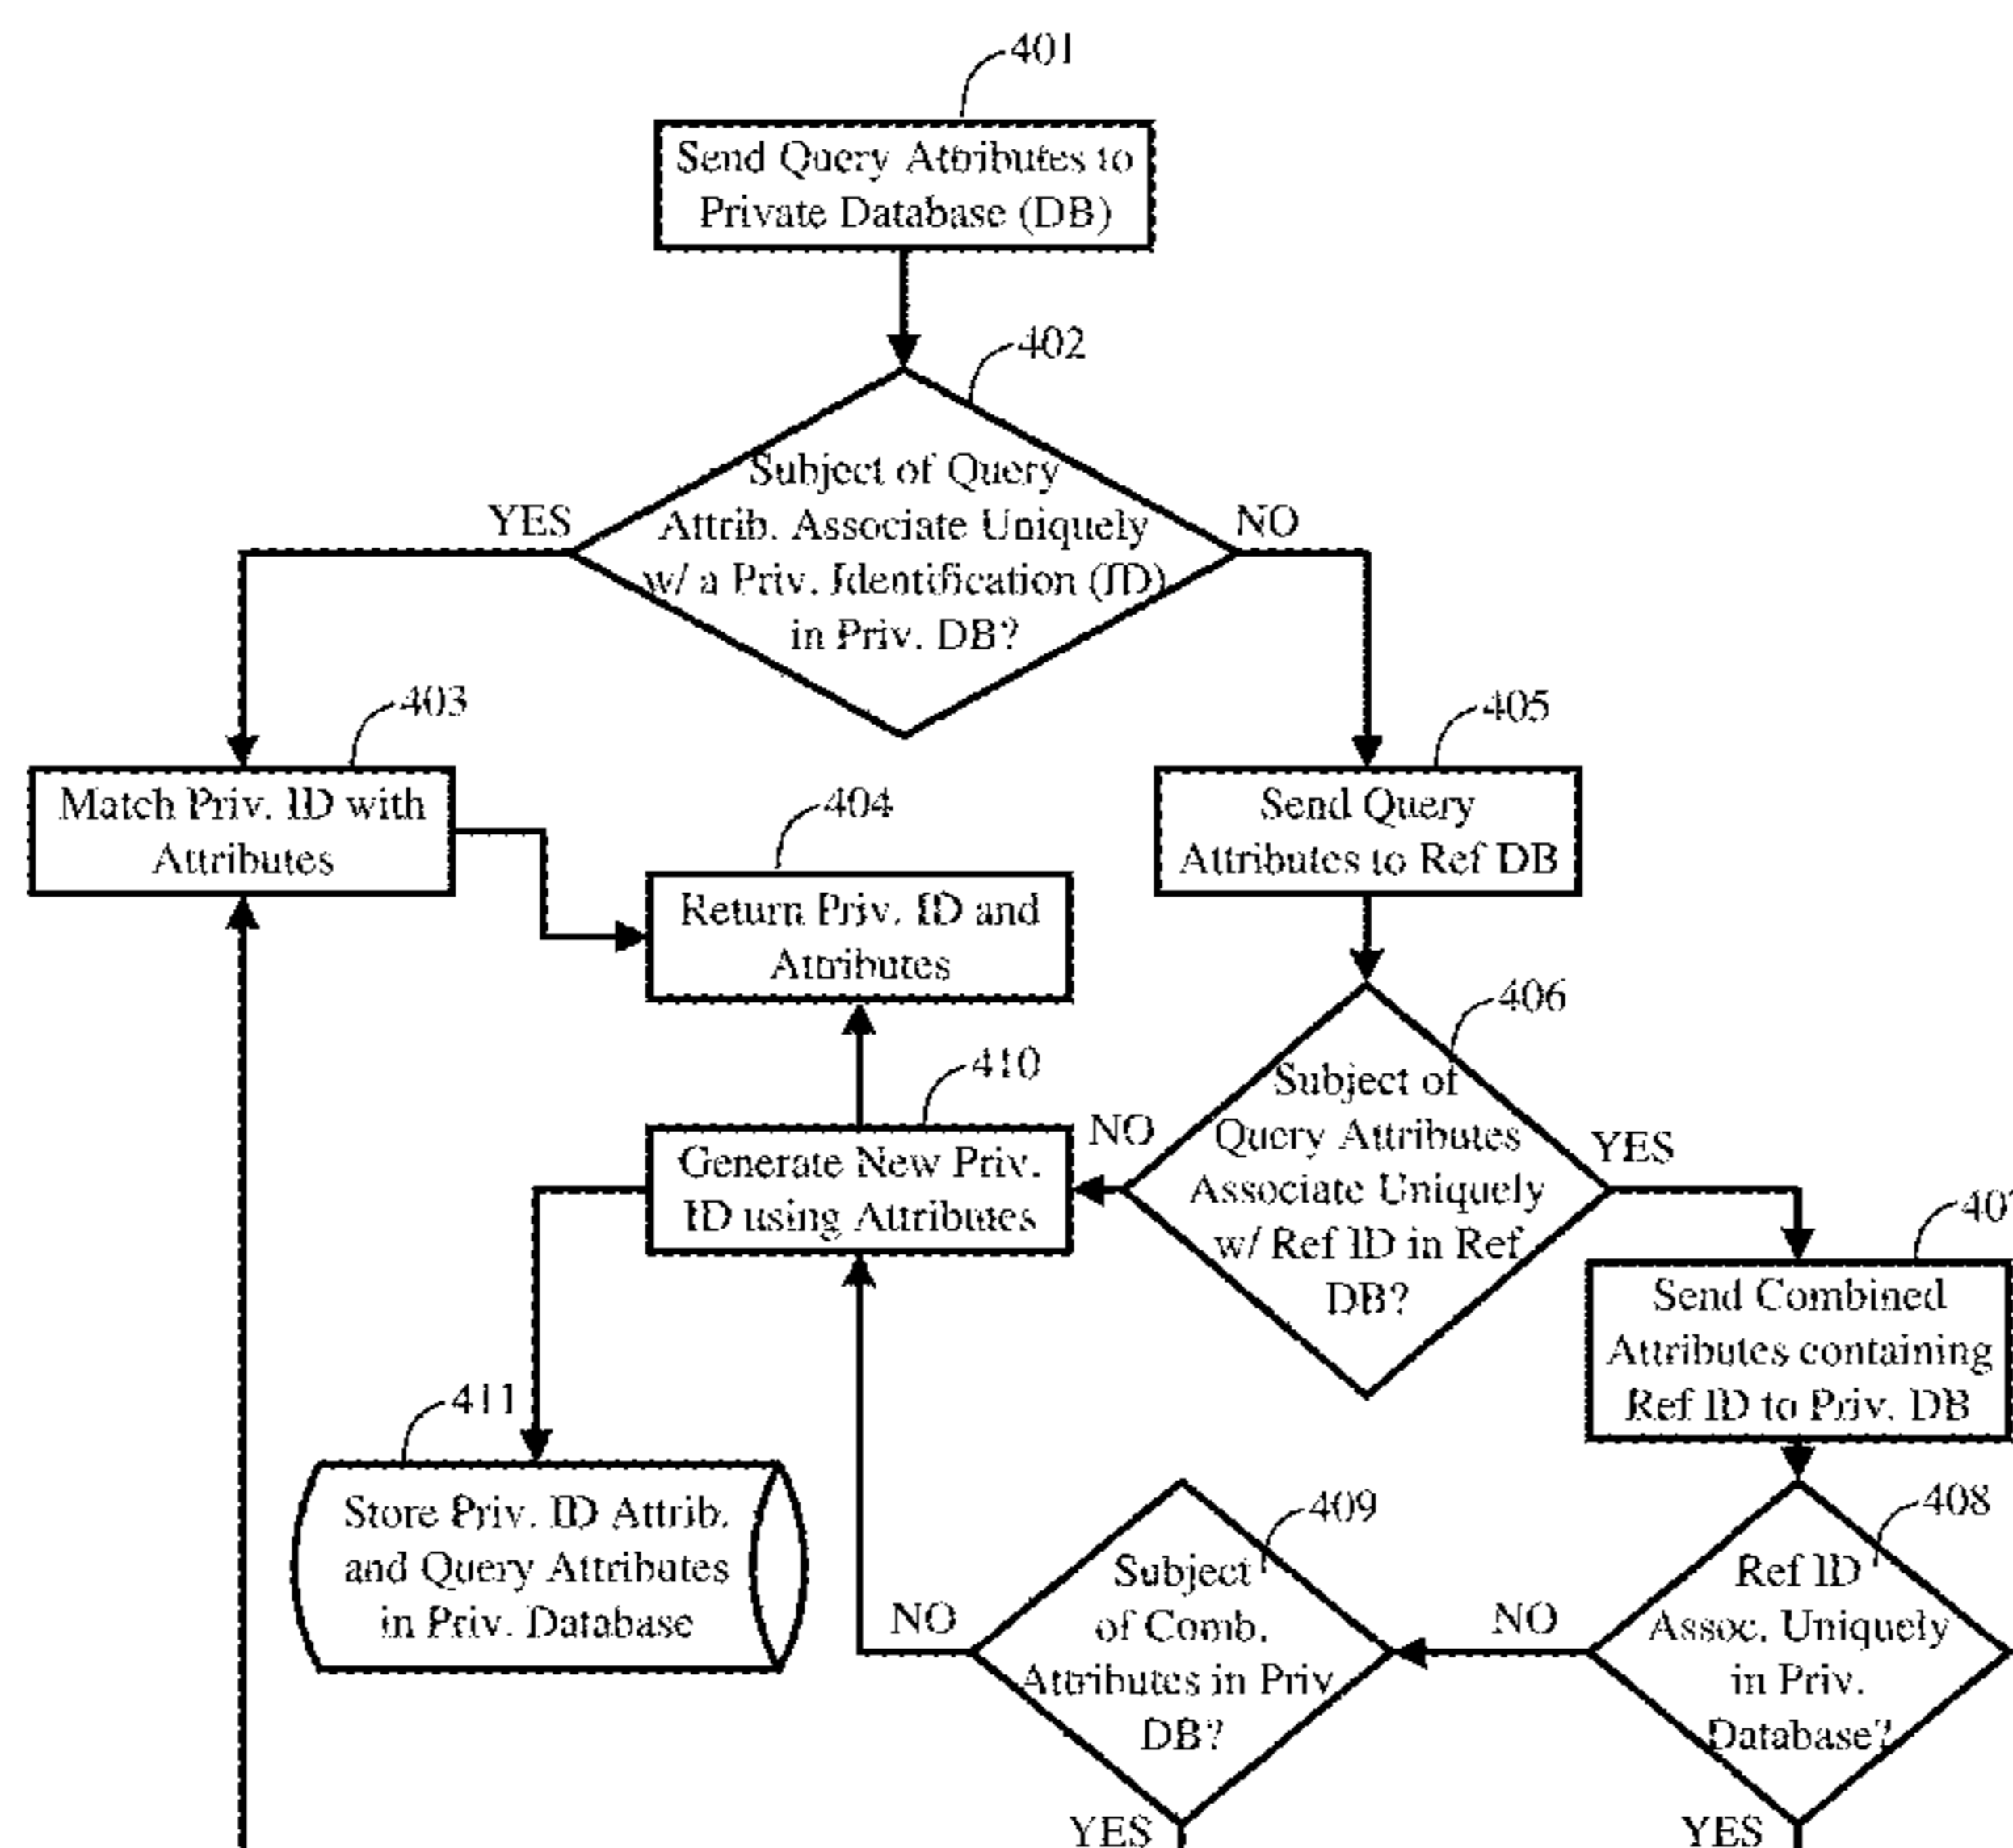 401
Send Query Attributes to
Private Database (DB)
402
Subject of Query
Attrib. Associate Uniquely
w/ a Priv. Identification (ID)
in Priv. DB?
YES
NO
403
Match Priv. ID with
Attributes
404
Return Priv. ID and
Attributes
405
Send Query
Attributes to Ref DB
406
Subject of
Query Attributes
Associate Uniquely
w/ Ref ID in Ref
DB?
NO
YES
410
Generate New Priv.
ID using Attributes
407
Send Combined
Attributes containing
Ref ID to Priv. DB
411
Store Priv. ID Attrib.
and Query Attributes
in Priv. Database
409
Subject
of Comb.
Attributes in Priv
DB?
NO
YES
408
Ref ID
Assoc. Uniquely
in Priv.
Database?
NO
YES